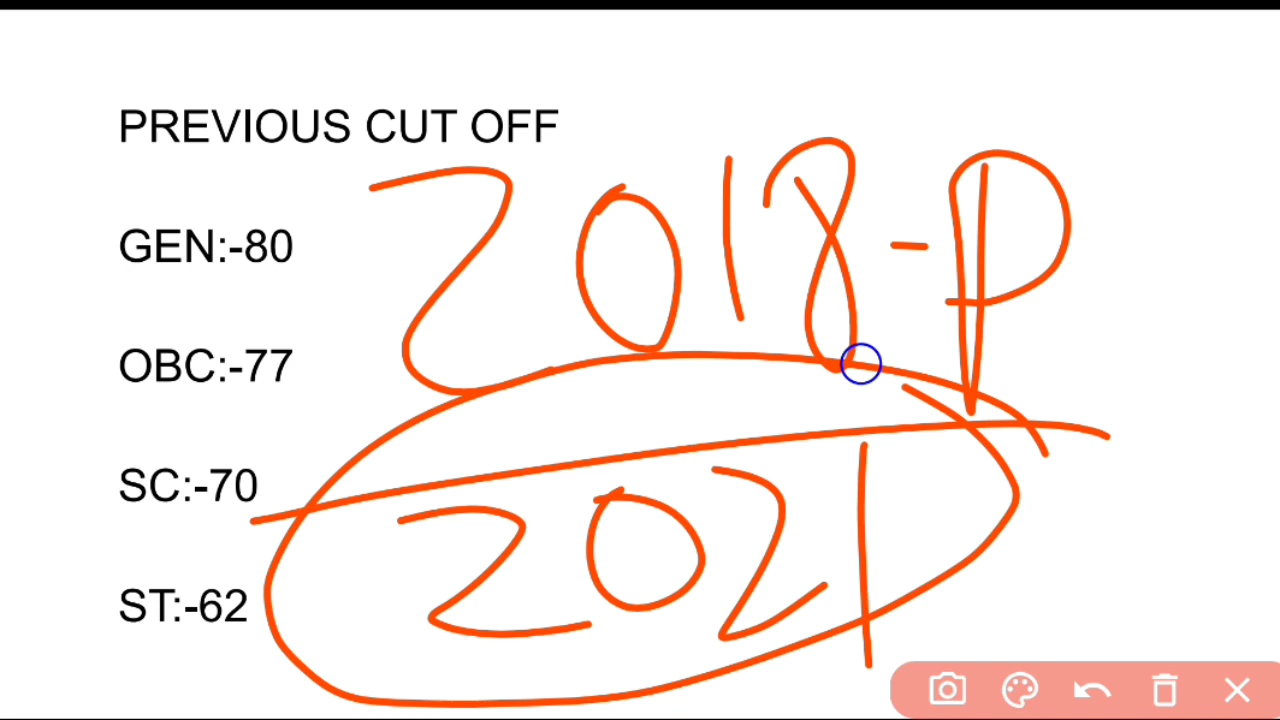 PREVIOUS CUT OFF
2018-P
GEN:-80
OBC:-77
SC:-70
2021
ST:-62